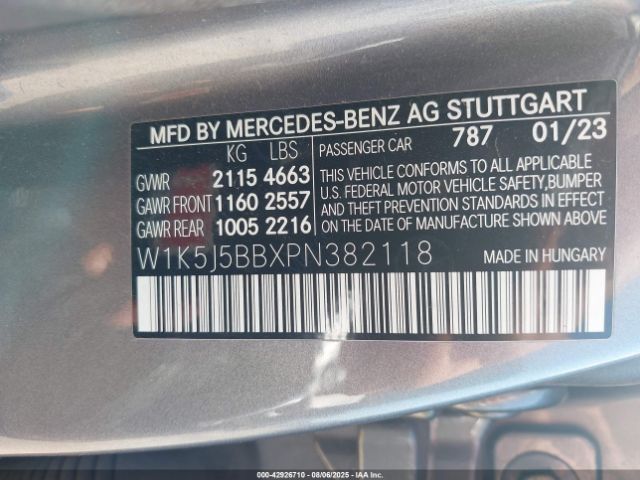 MFD BY MERCEDES-BENZ AG STUTTGART
KG LBS PASSENGER CAR 787 01/23
GVWR 2115 4663
GAWR FRONT 1160 2557
GAWR REAR 1005 2216
THIS VEHICLE CONFORMS TO ALL APPLICABLE
U.S. FEDERAL MOTOR VEHICLE SAFETY,BUMPER
AND THEFT PREVENTION STANDARDS IN EFFECT
ON THE DATE OF MANUFACTURE SHOWN ABOVE
W1K5J5BBXPN382118
MADE IN HUNGARY
000-42926710 - 08/06/2025 - IAAI.com